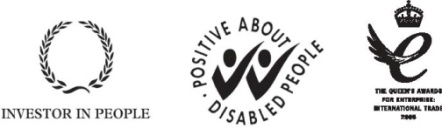 INVESTOR IN PEOPLE
POSITIVE ABOUT DISABLED PEOPLE
THE QUEEN'S AWARDS
FOR ENTERPRISE:
INTERNATIONAL TRADE